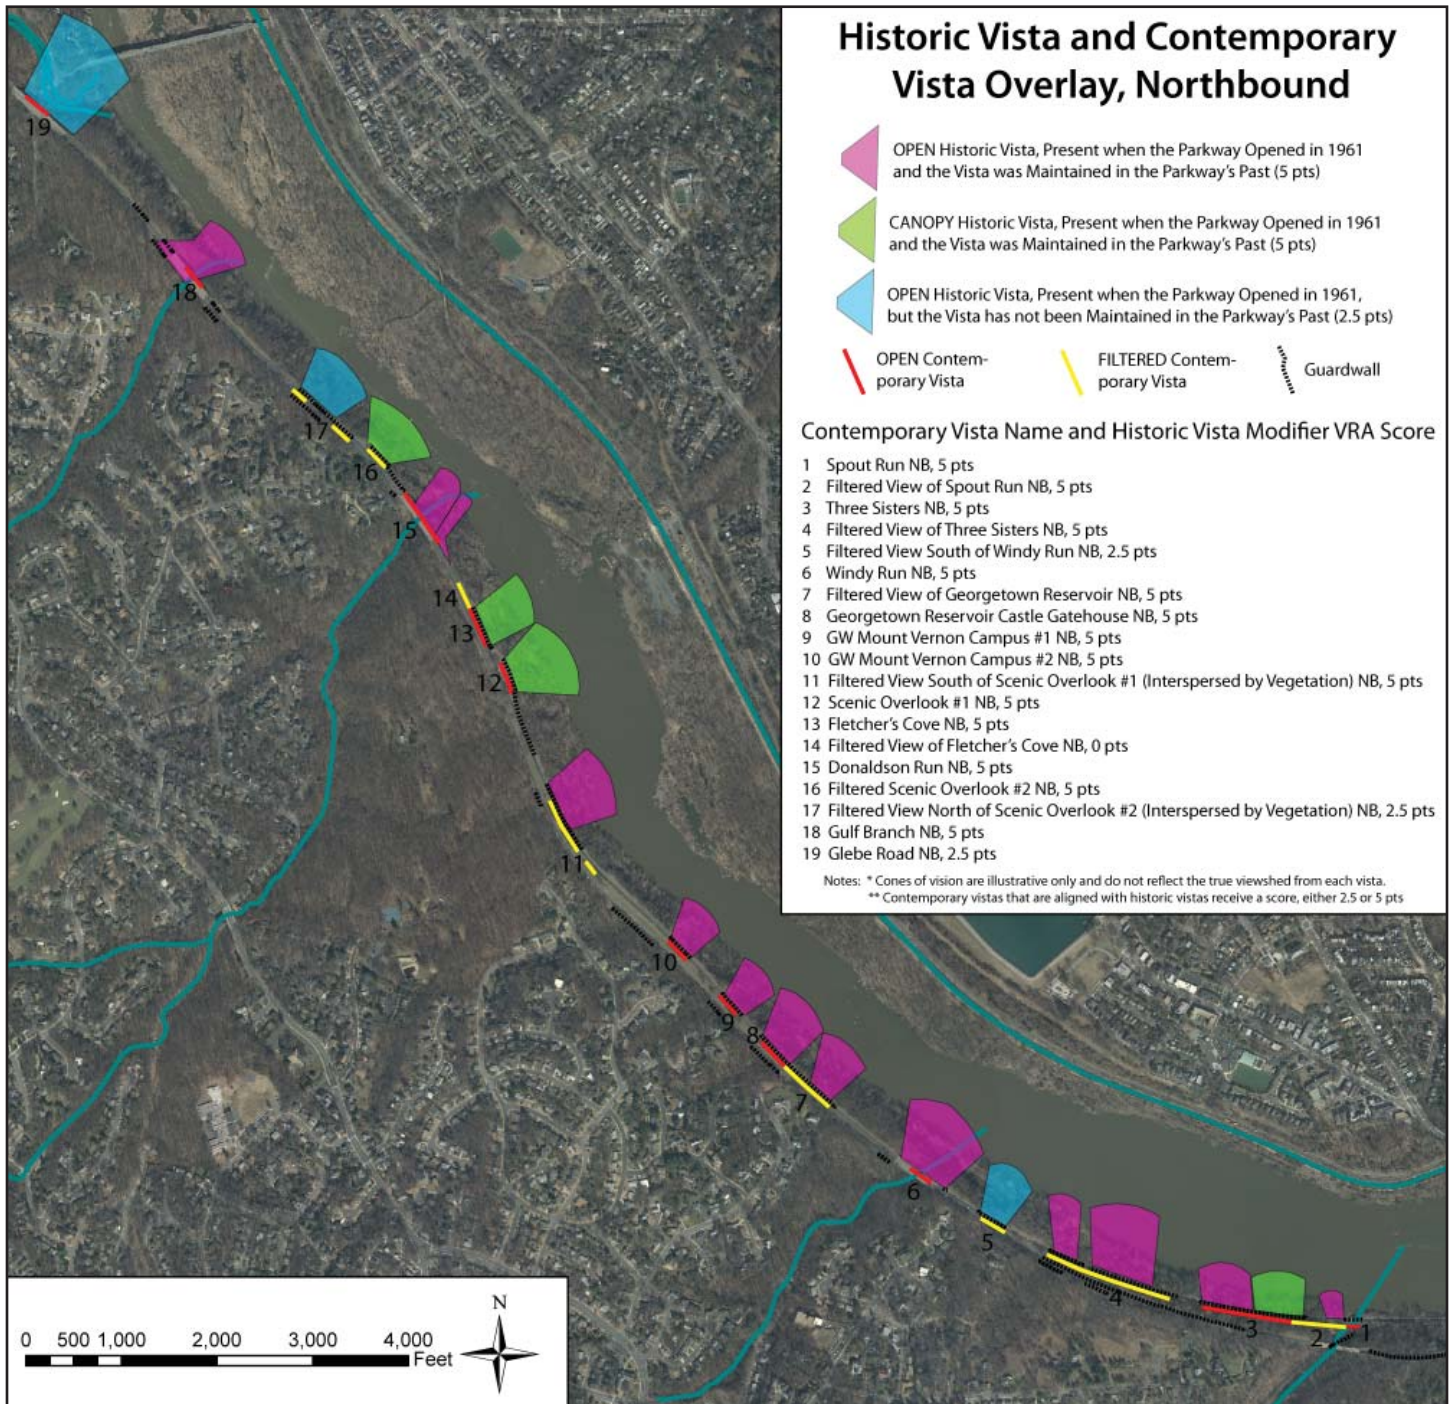 Historic Vista and Contemporary
Vista Overlay, Northbound
OPEN Historic Vista, Present when the Parkway Opened in 1961
and the Vista was Maintained in the Parkway's Past (5 pts)
CANOPY Historic Vista, Present when the Parkway Opened in 1961
and the Vista was Maintained in the Parkway's Past (5 pts)
OPEN Historic Vista, Present when the Parkway Opened in 1961,
but the Vista has not been Maintained in the Parkway's Past (2.5 pts)
OPEN Contem-
porary Vista
FILTERED Contem-
porary Vista
Guardwall
Contemporary Vista Name and Historic Vista Modifier VRA Score
1 Spout Run NB, 5 pts
2 Filtered View of Spout Run NB, 5 pts
3 Three Sisters NB, 5 pts
4 Filtered View of Three Sisters NB, 5 pts
5 Filtered View South of Windy Run NB, 2.5 pts
6 Windy Run NB, 5 pts
7 Filtered View of Georgetown Reservoir NB, 5 pts
8 Georgetown Reservoir Castle Gatehouse NB, 5 pts
9 GW Mount Vernon Campus #1 NB, 5 pts
10 GW Mount Vernon Campus #2 NB, 5 pts
11 Filtered View South of Scenic Overlook #1 (Interspersed by Vegetation) NB, 5 pts
12 Scenic Overlook #1 NB, 5 pts
13 Fletcher's Cove NB, 5 pts
14 Filtered View of Fletcher's Cove NB, 0 pts
15 Donaldson Run NB, 5 pts
16 Filtered Scenic Overlook #2 NB, 5 pts
17 Filtered View North of Scenic Overlook #2 (Interspersed by Vegetation) NB, 2.5 pts
18 Gulf Branch NB, 5 pts
19 Glebe Road NB, 2.5 pts
Notes: * Cones of vision are illustrative only and do not reflect the true viewshed from each vista.
** Contemporary vistas that are aligned with historic vistas receive a score, either 2.5 or 5 pts
19
18
17
16
15
14
13
12
11
10
9
8
7
6
5
4
3
2
1
N
0 500 1,000 2,000 3,000 4,000
Feet